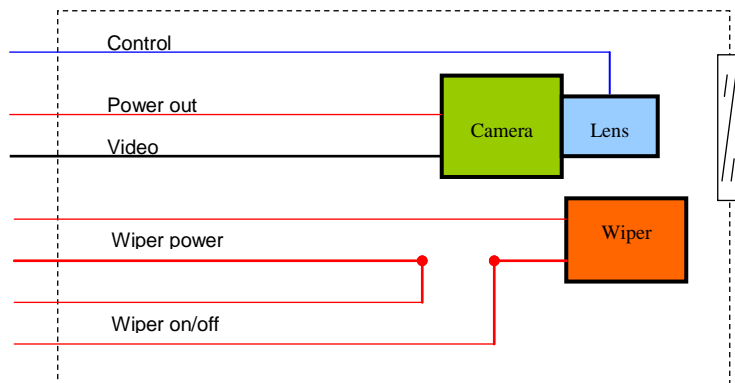 Control
Power out
Camera
Lens
Video
Wiper power
Wiper
Wiper on/off